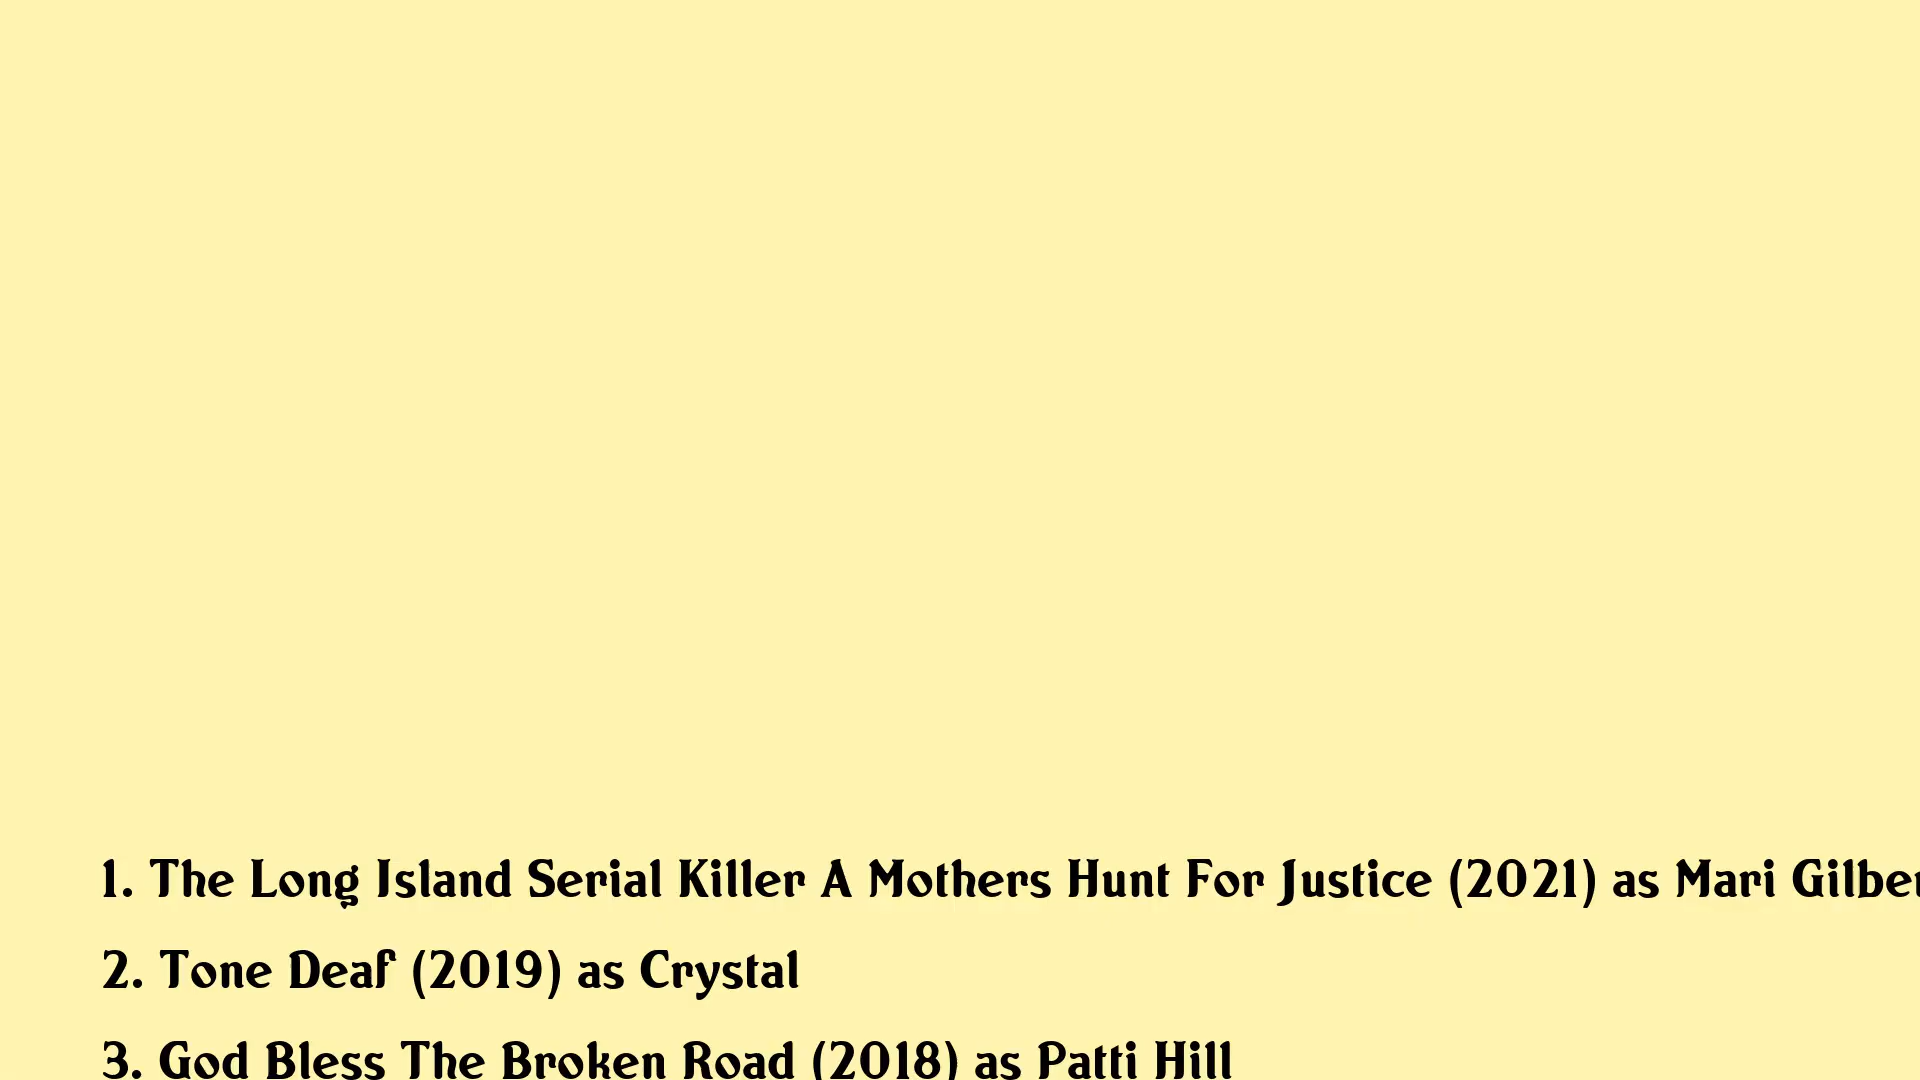 1. The Long Island Serial Killer A Mothers Hunt For Justice (2021) as Mari
2. Tone Deaf (2019) as Crystal
3. God Bless The Broken Road (2018) as Patti Hill